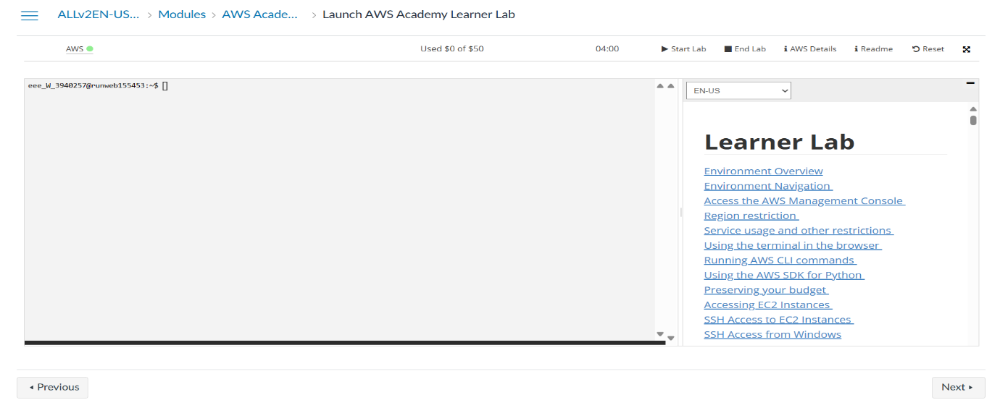 ALLv2EN-US... > Modules > AWS Acade... > Launch AWS Academy Learner Lab
AWS Used $0 of $50 04:00 Start Lab End Lab AWS Details Readme Reset
eee_W_3940257@runweb155453:~$
EN-US
Learner Lab
Environment Overview
Environment Navigation
Access the AWS Management Console
Region restriction
Service usage and other restrictions
Using the terminal in the browser
Running AWS CLI commands
Using the AWS SDK for Python
Preserving your budget
Accessing EC2 Instances
SSH Access to EC2 Instances
SSH Access from Windows
Previous
Next